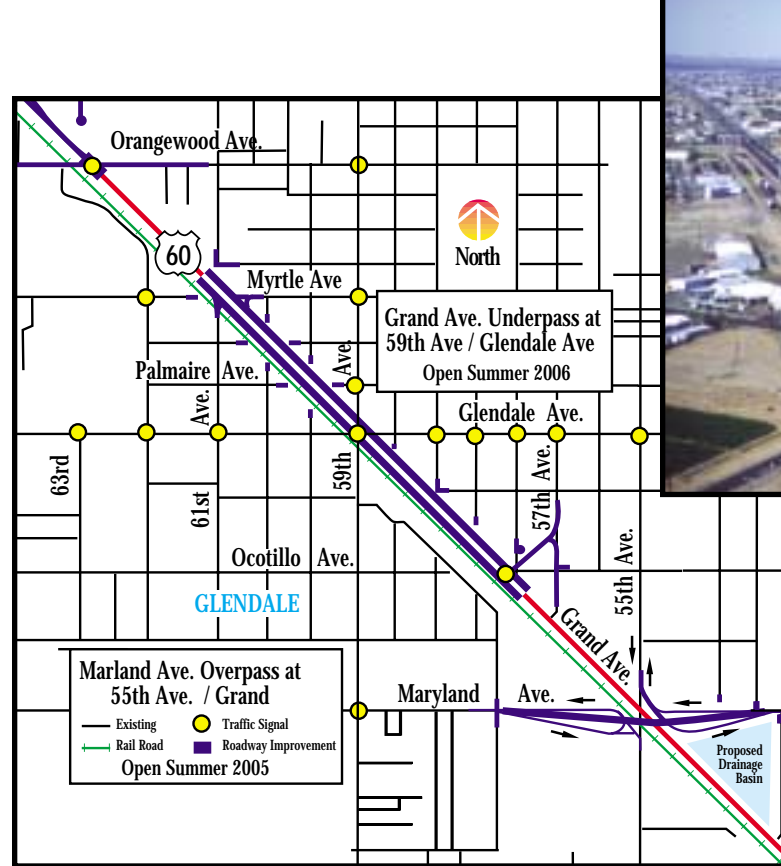 Orangewood Ave.
60
North
Myrtle Ave
Grand Ave. Underpass at
59th Ave / Glendale Ave
Open Summer 2006
Palmaire Ave.
Ave.
Ave.
Glendale Ave.
63rd
61st
59th
57th Ave.
55th Ave.
Ocotillo Ave.
GLENDALE
Grand Ave.
Marland Ave. Overpass at
55th Ave. / Grand
Existing
Traffic Signal
Rail Road
Roadway Improvement
Open Summer 2005
Maryland Ave.
Proposed
Drainage
Basin